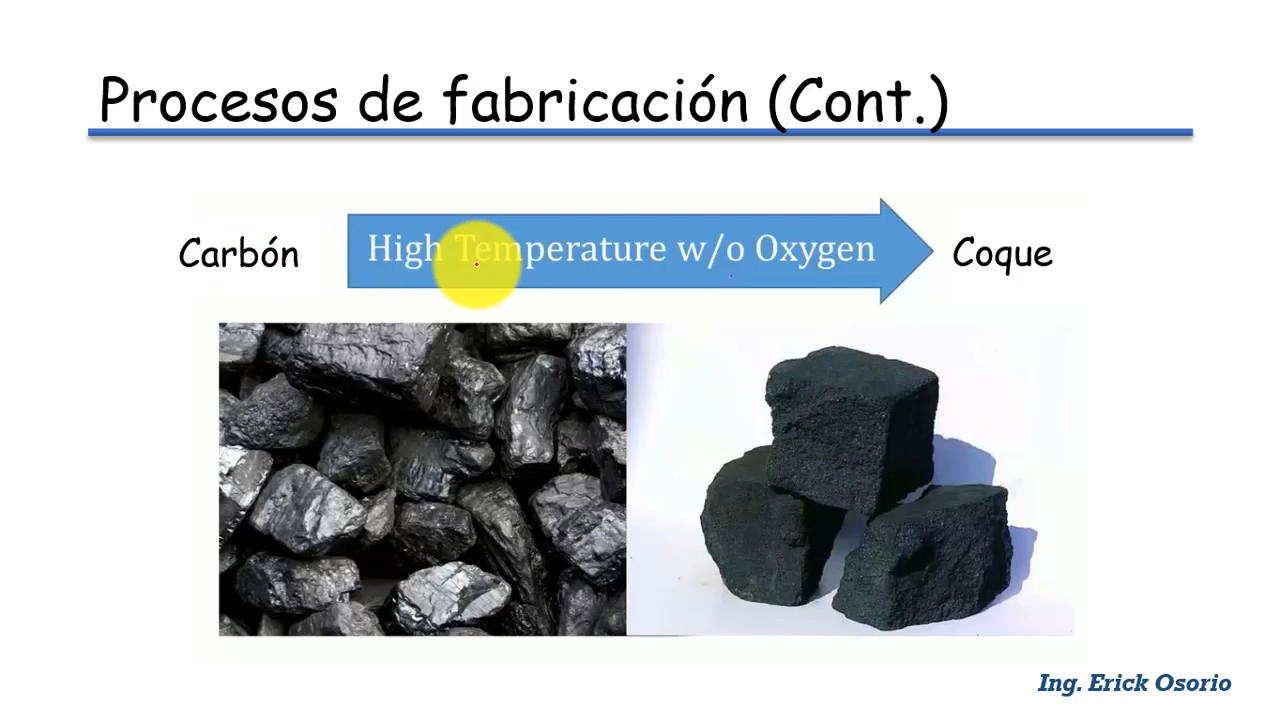 Procesos de fabricación (Cont.)
Carbón
High Temperature w/o Oxygen
Coque
Ing. Erick Osorio